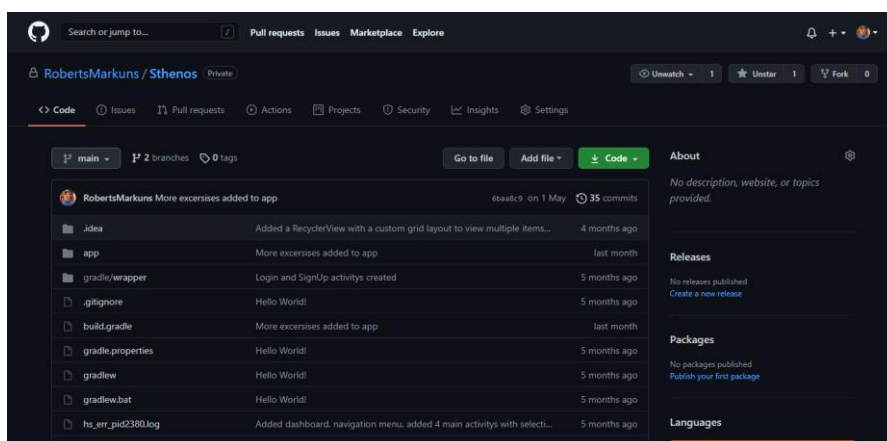 Search or jump to... / Pull requests Issues Marketplace Explore
RobertsMarkuns / Sthenos Private
Unwatch 1 Unstar 1 Fork 0
Code Issues Pull requests Actions Projects Security Insights Settings
main 2 branches 0 tags Go to file Add file Code
RobertsMarkuns More excersises added to app 6baa8c9 on 1 May 35 commits
.idea Added a RecyclerView with a custom grid layout to view multiple items... 4 months ago
app More excersises added to app last month
gradle/wrapper Login and SignUp activitys created 5 months ago
.gitignore Hello World! 5 months ago
build.gradle More excersises added to app last month
gradle.properties Hello World! 5 months ago
gradlew Hello World! 5 months ago
gradlew.bat Hello World! 5 months ago
hs_err_pid2380.log Added dashboard, navigation menu, added 4 main activitys with selecti... 5 months ago
About
No description, website, or topics
provided.
Releases
No releases published
Create a new release
Packages
No packages published
Publish your first package
Languages